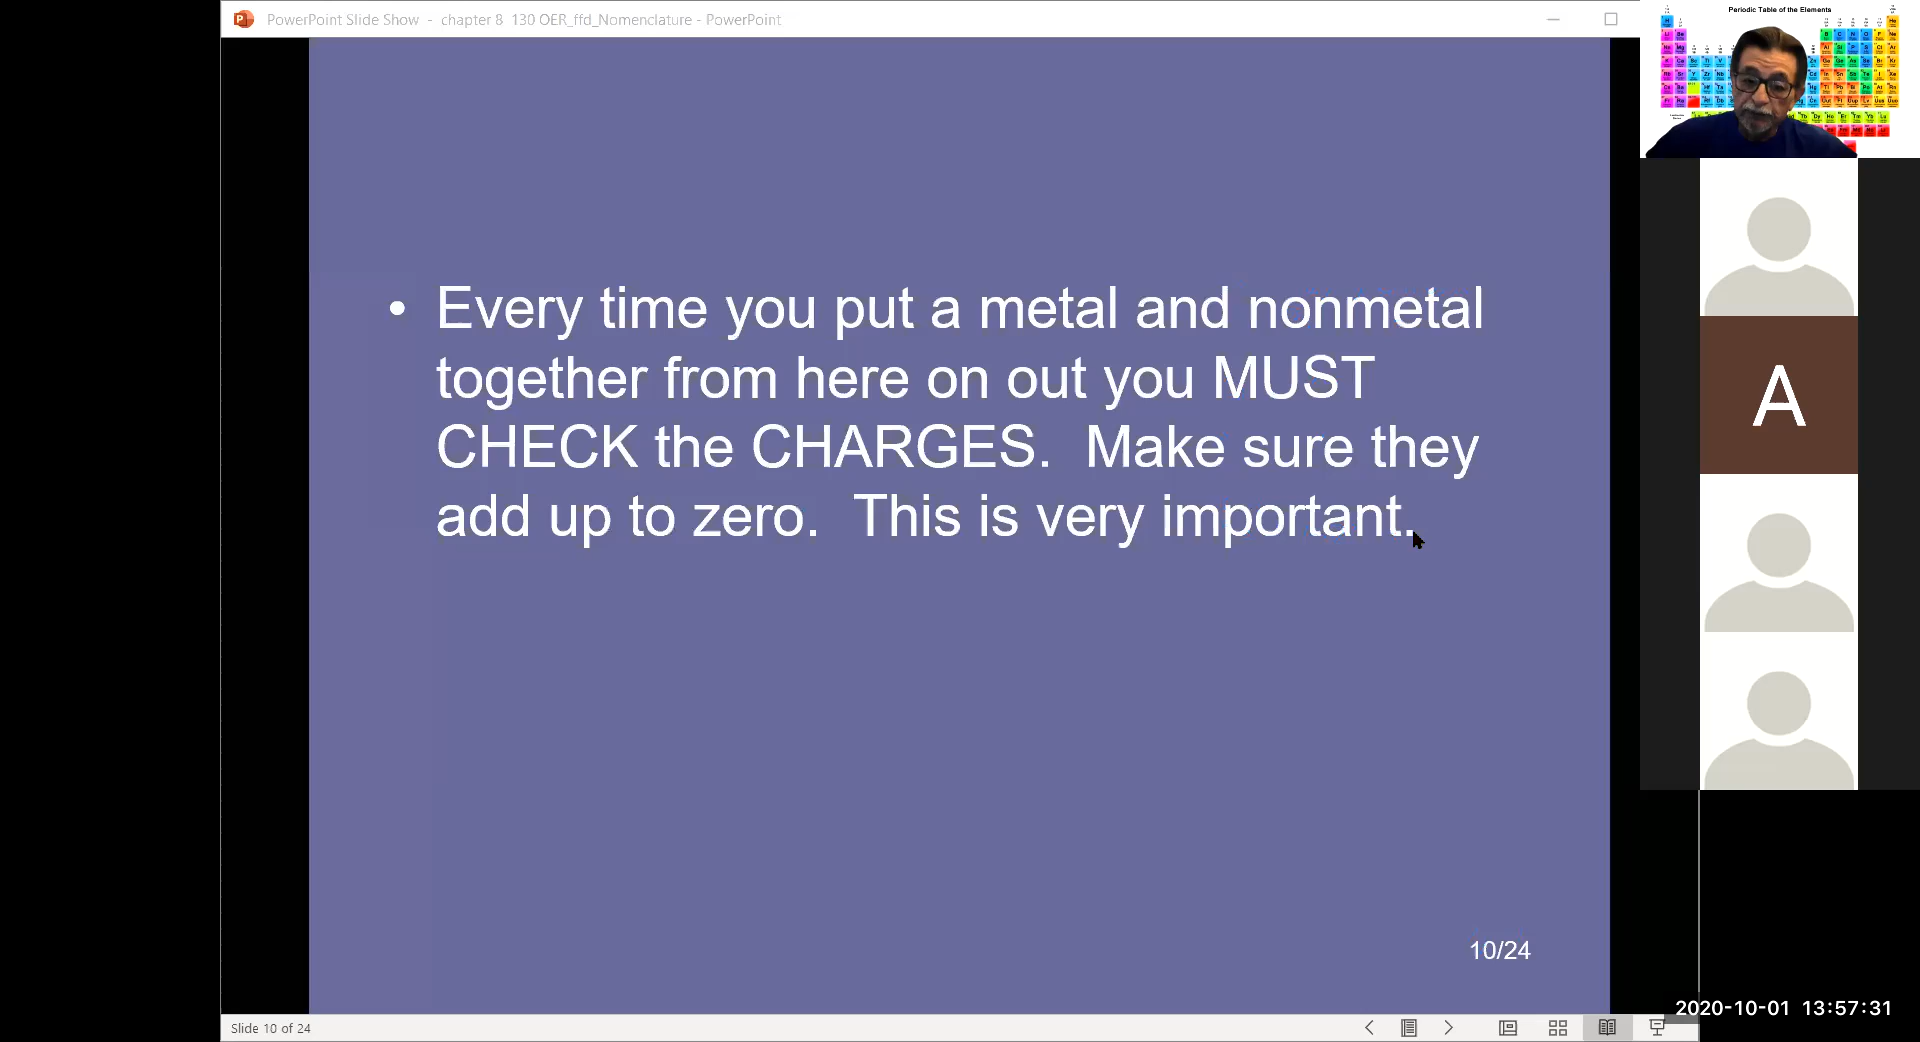 PowerPoint Slide Show - chapter 8 130 OER_ffd_Nomenclature - PowerPoint
Periodic Table of the Elements
• Every time you put a metal and nonmetal
together from here on out you MUST
CHECK the CHARGES. Make sure they
add up to zero. This is very important.
A
10/24
2020-10-01 13:57:31
Slide 10 of 24